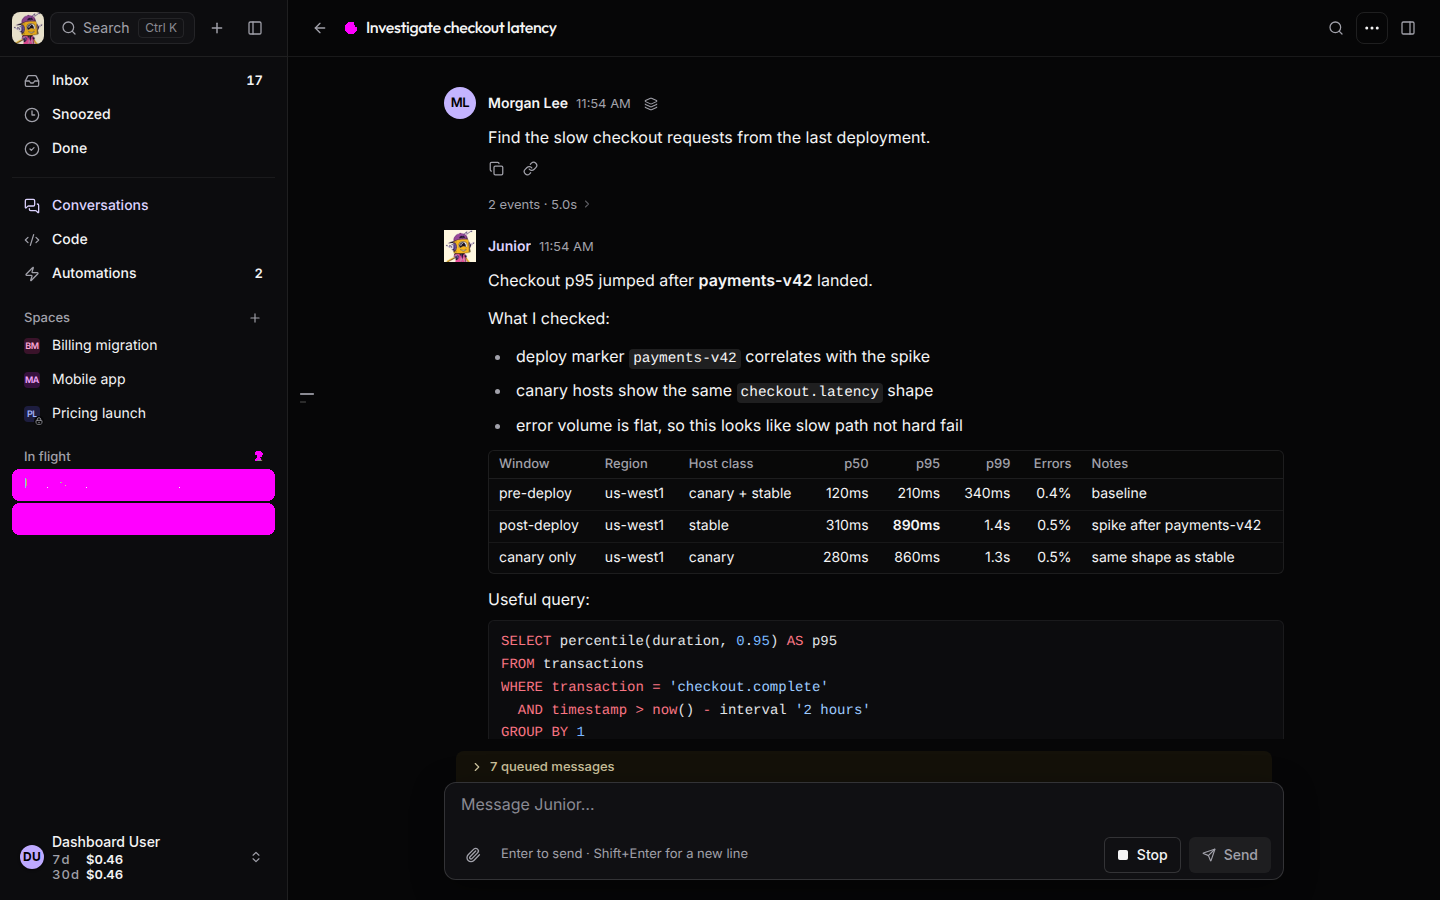 Search Ctrl K
Inbox 17
Snoozed
Done
Conversations
Code
Automations 2
Spaces
BM Billing migration
MA Mobile app
PL Pricing launch
In flight
DU Dashboard User
7d $0.46
30d $0.46
Investigate checkout latency
ML Morgan Lee 11:54 AM
Find the slow checkout requests from the last deployment.
2 events · 5.0s
Junior 11:54 AM
Checkout p95 jumped after payments-v42 landed.
What I checked:
• deploy marker payments-v42 correlates with the spike
• canary hosts show the same checkout.latency shape
• error volume is flat, so this looks like slow path not hard fail
Window Region Host class p50 p95 p99 Errors Notes
pre-deploy us-west1 canary + stable 120ms 210ms 340ms 0.4% baseline
post-deploy us-west1 stable 310ms 890ms 1.4s 0.5% spike after payments-v42
canary only us-west1 canary 280ms 860ms 1.3s 0.5% same shape as stable
Useful query:
SELECT percentile(duration, 0.95) AS p95
FROM transactions
WHERE transaction = 'checkout.complete'
AND timestamp > now() - interval '2 hours'
GROUP BY 1
7 queued messages
Message Junior...
Enter to send · Shift+Enter for a new line
Stop
Send